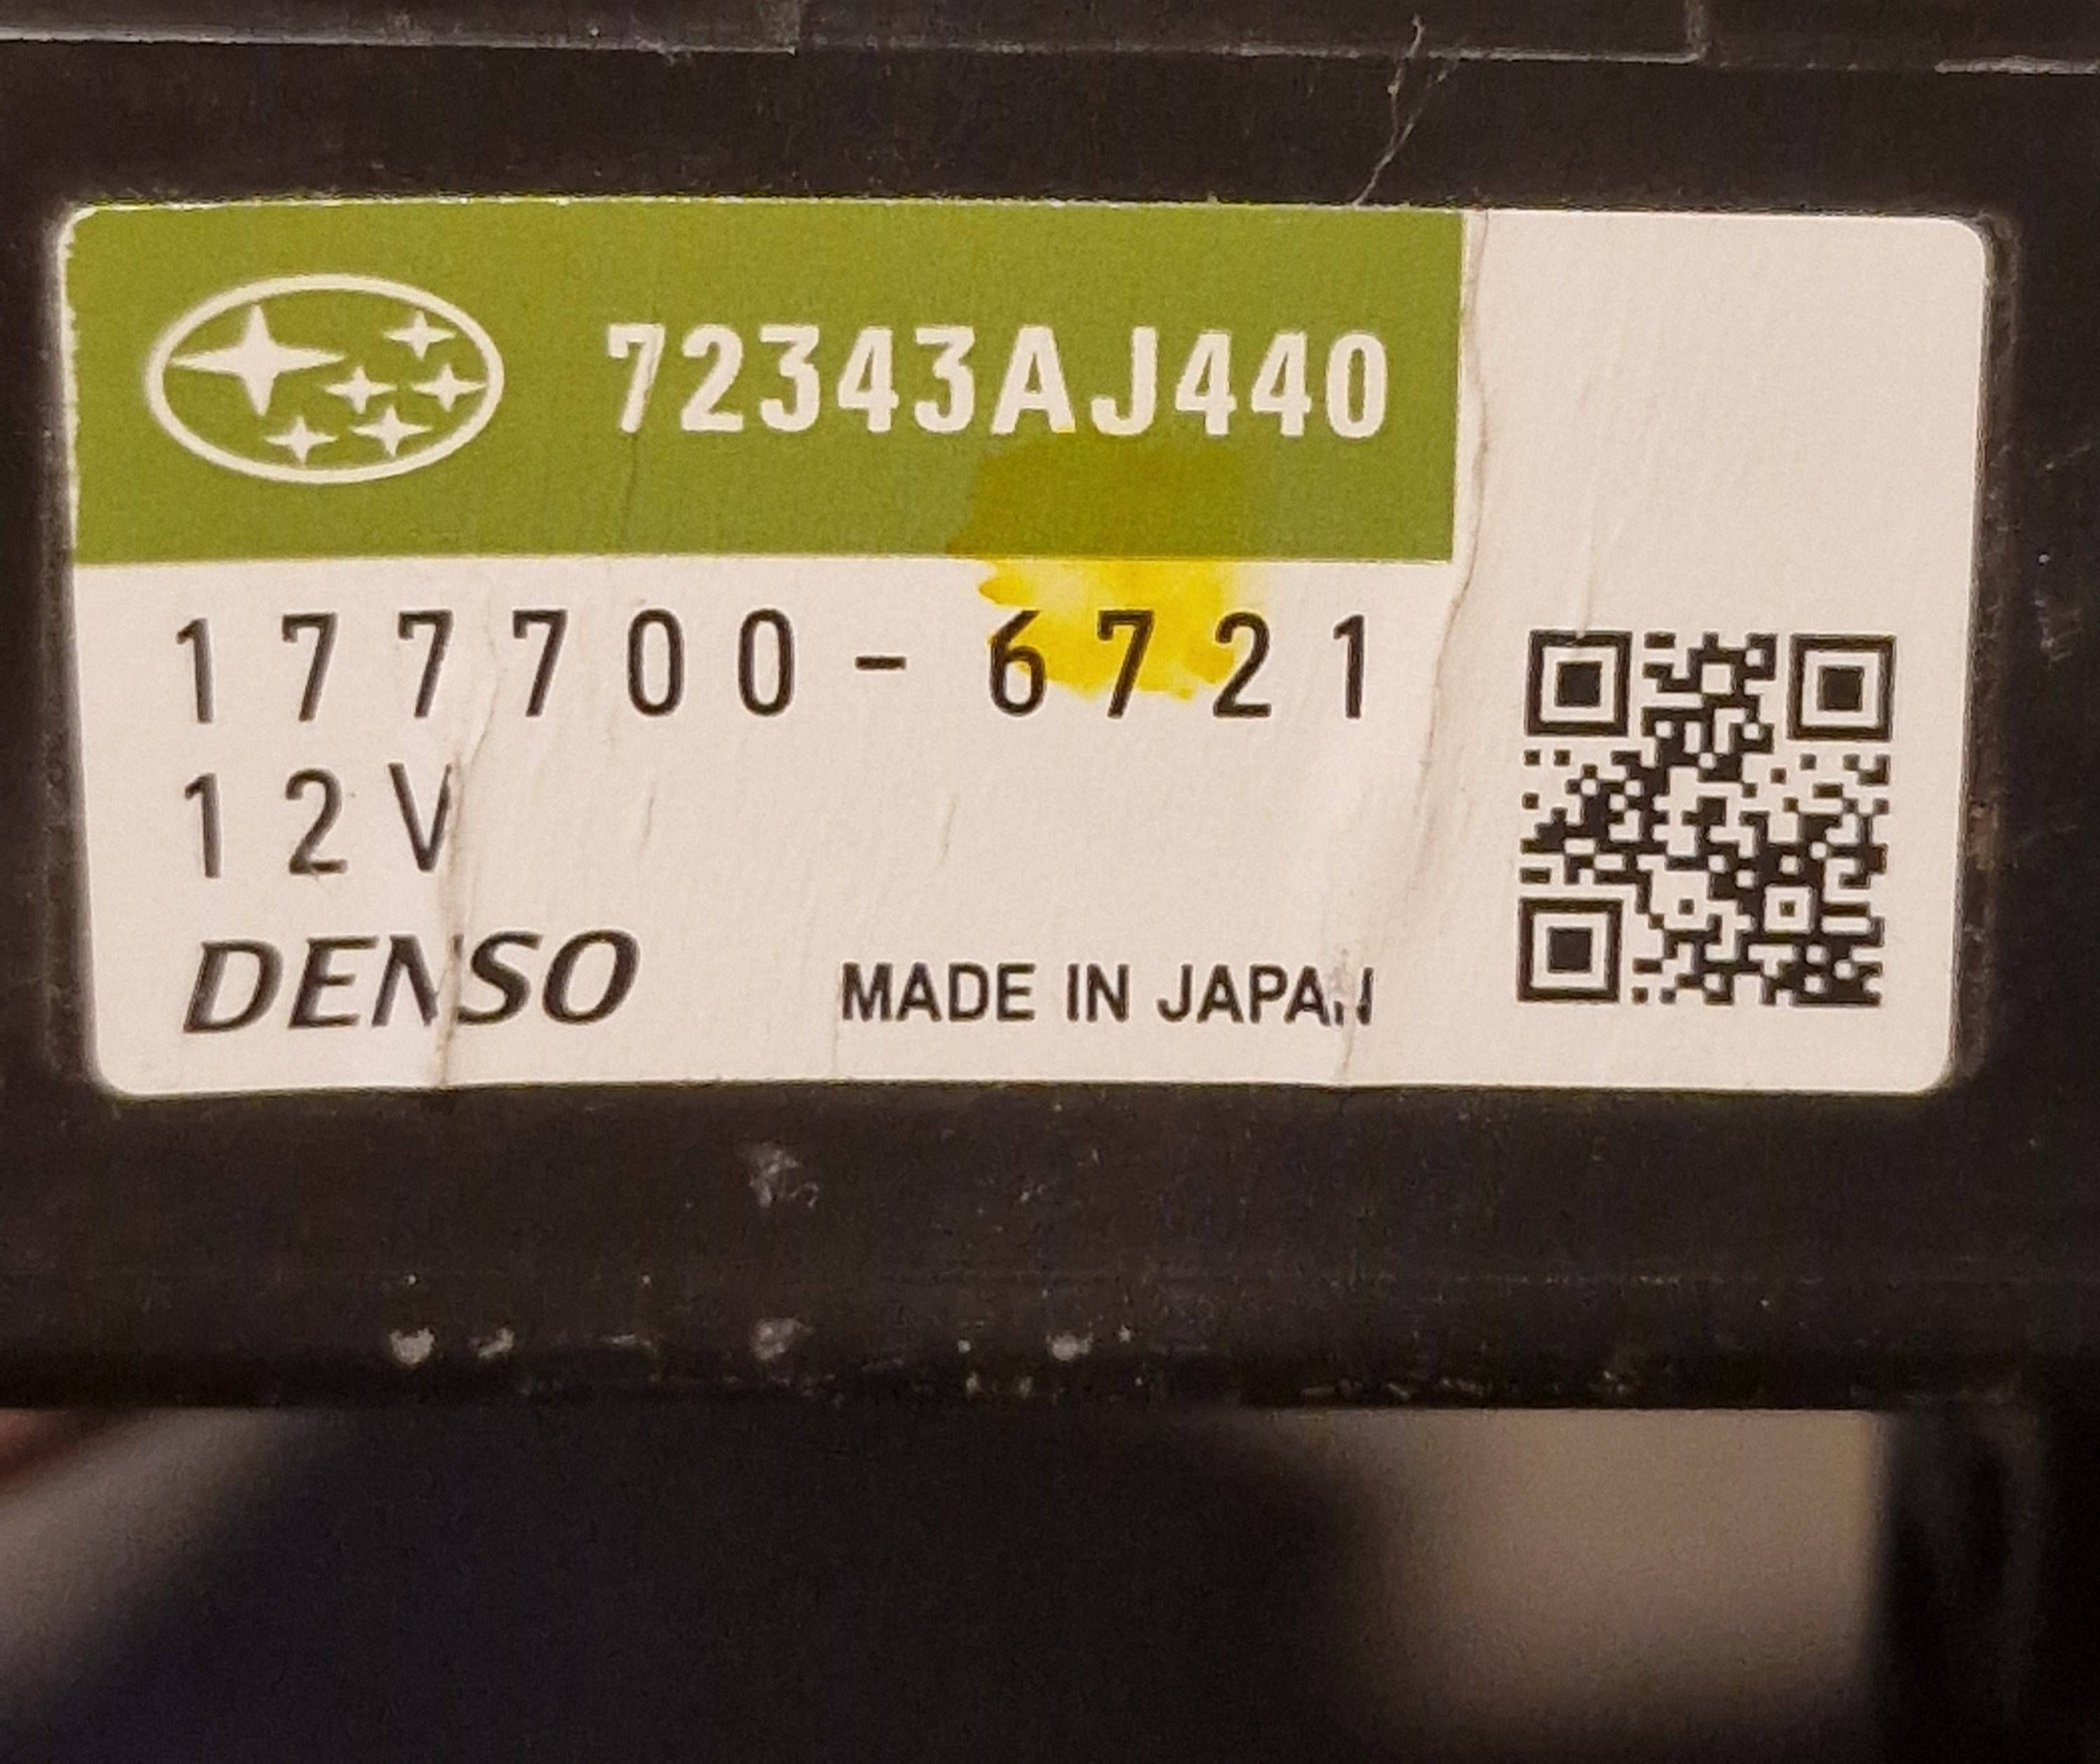 72343AJ440
177700-6721
12V
DENSO
MADE IN JAPAN